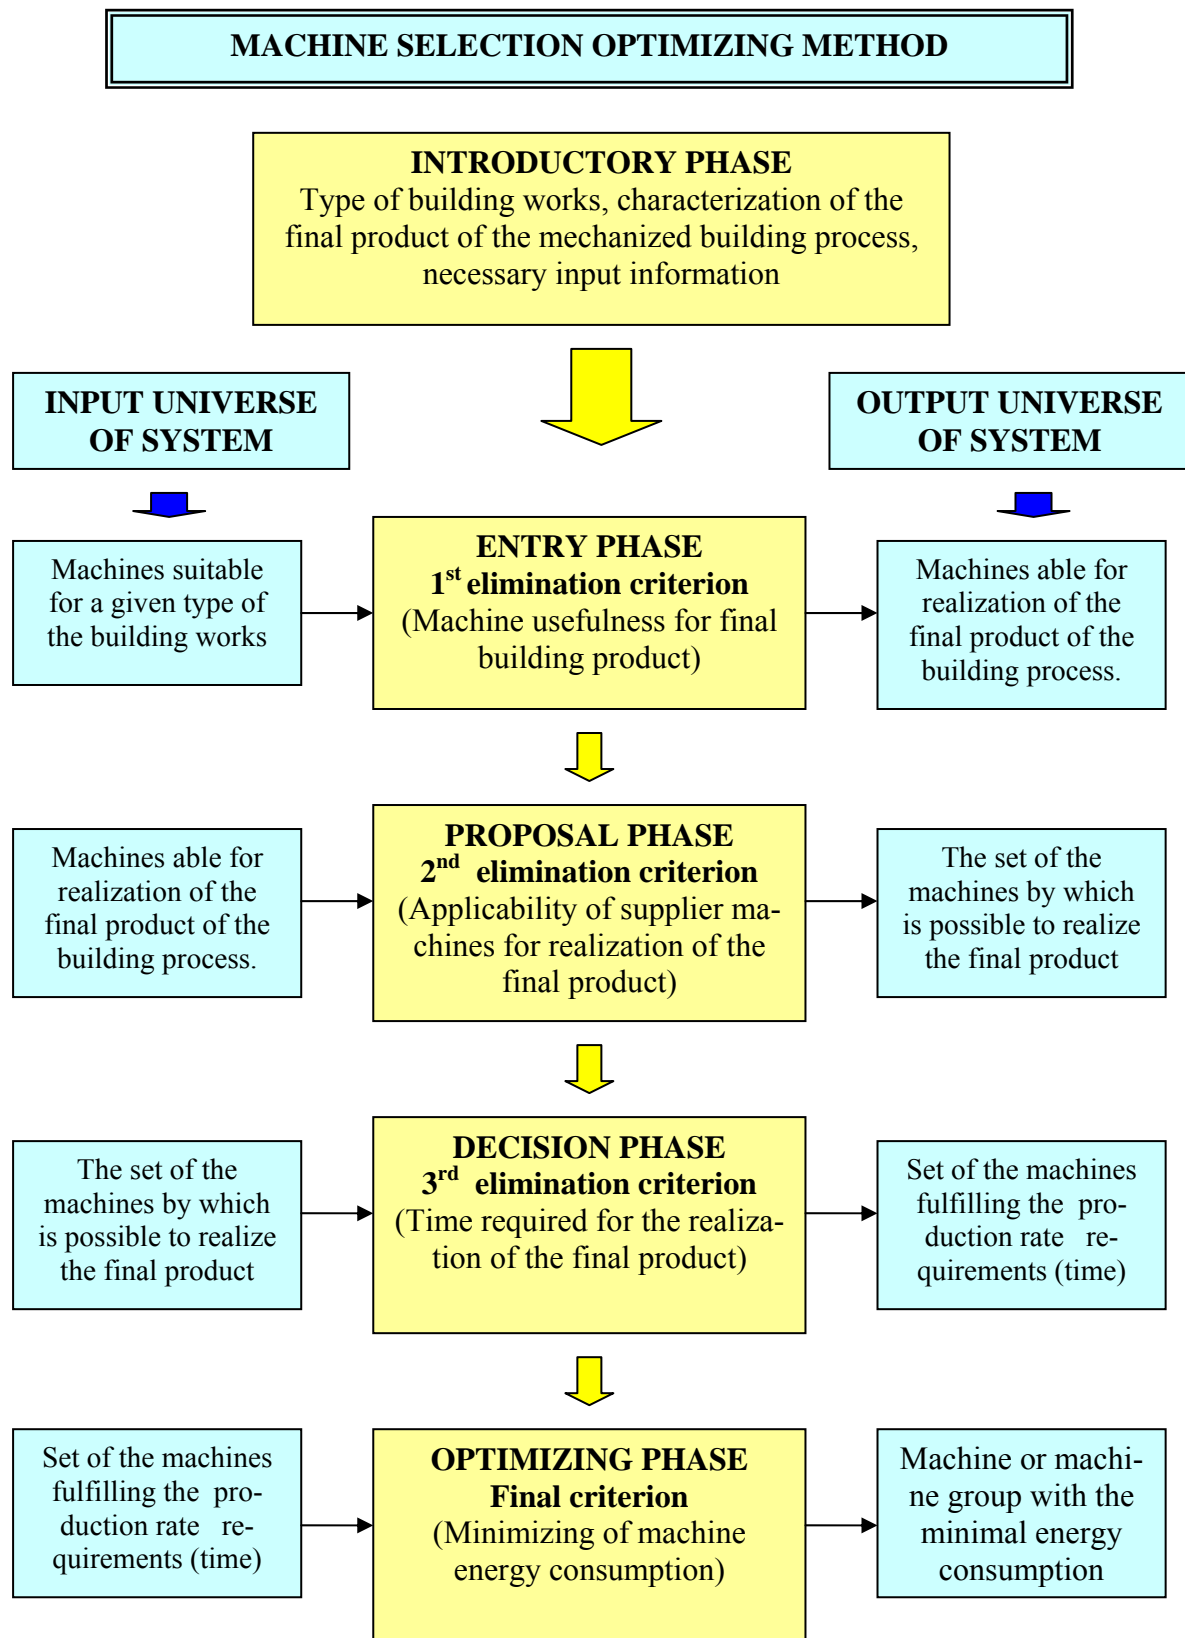 MACHINE SELECTION OPTIMIZING METHOD
INTRODUCTORY PHASE
Type of building works, characterization of the
final product of the mechanized building process,
necessary input information
INPUT UNIVERSE
OF SYSTEM
OUTPUT UNIVERSE
OF SYSTEM
Machines suitable
for a given type of
the building works
ENTRY PHASE
1st elimination criterion
(Machine usefulness for final
building product)
Machines able for
realization of the
final product of the
building process.
Machines able for
realization of the
final product of the
building process.
PROPOSAL PHASE
2nd elimination criterion
(Applicability of supplier ma-
chines for realization of the
final product)
The set of the
machines by which
is possible to realize
the final product
The set of the
machines by which
is possible to realize
the final product
DECISION PHASE
3rd elimination criterion
(Time required for the realiza-
tion of the final product)
Set of the machines
fulfilling the pro-
duction rate re-
quirements (time)
Set of the machines
fulfilling the pro-
duction rate re-
quirements (time)
OPTIMIZING PHASE
Final criterion
(Minimizing of machine
energy consumption)
Machine or machi-
ne group with the
minimal energy
consumption